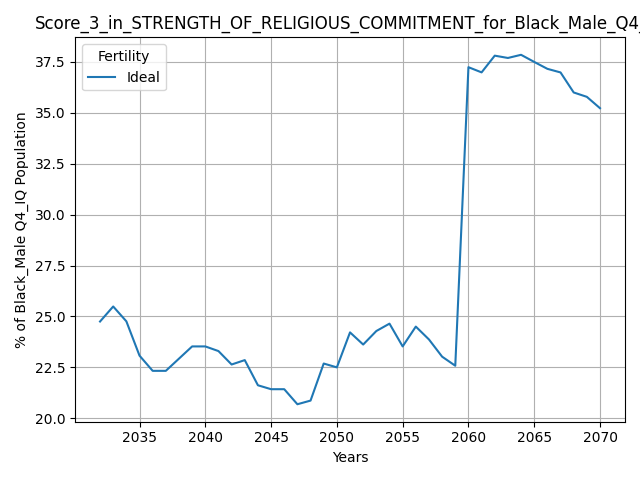 Score_3_in_STRENGTH_OF_RELIGIOUS_COMMITMENT_for_Black_Male_Q4_
Fertility
Ideal
% of Black_Male Q4_IQ Population
37.5
35.0
32.5
30.0
27.5
25.0
22.5
20.0
2035 2040 2045 2050 2055 2060 2065 2070
Years